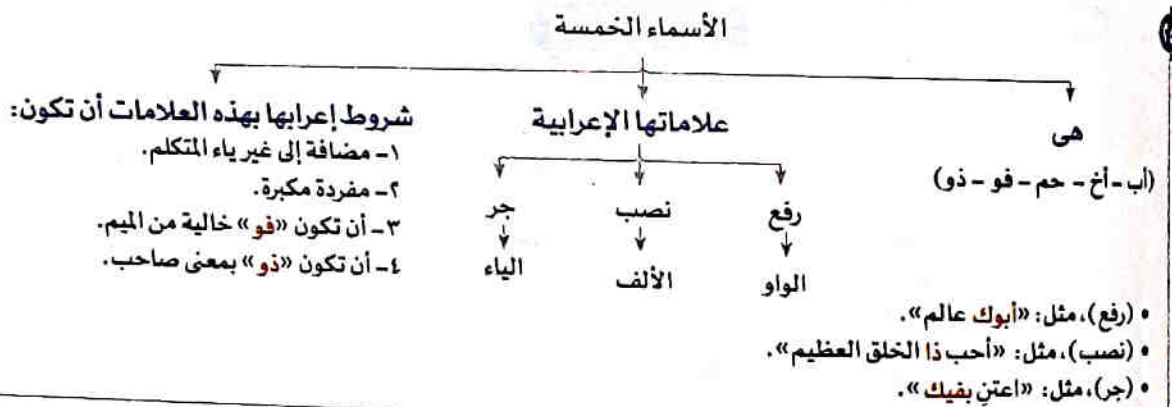 الأسماء الخمسة
هى
(أب - أخ - حم - فو - ذو)
علاماتها الإعرابية
رفع
نصب
جر
الواو
الألف
الياء
شروط إعرابها بهذه العلامات أن تكون:
١- مضافة إلى غير ياء المتكلم.
٢- مفردة مكبرة.
٣- أن تكون «فو» خالية من الميم.
٤- أن تكون «ذو» بمعنى صاحب.
• (رفع)، مثل: «أبوك عالم».
• (نصب)، مثل: «أحب ذا الخلق العظيم».
• (جر)، مثل: «اعتنِ بفيك».